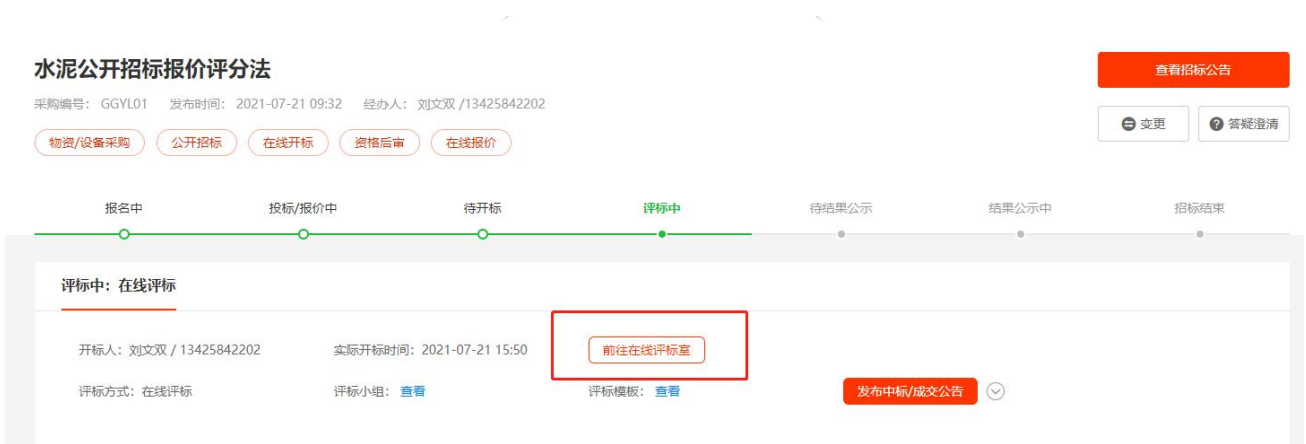 水泥公开招标报价评分法
查看招标公告
采购编号： GGYL01 发布时间： 2021-07-21 09:32 经办人： 刘文双 /13425842202
变更 答疑澄清
物资/设备采购 公开招标 在线开标 资格后审 在线报价
报名中 投标/报价中 待开标 评标中 待结果公示 结果公示中 招标结束
评标中：在线评标
开标人：刘文双 / 13425842202 实际开标时间：2021-07-21 15:50 前往在线评标室
评标方式：在线评标 评标小组： 查看 评标模板： 查看 发布中标/成交公告